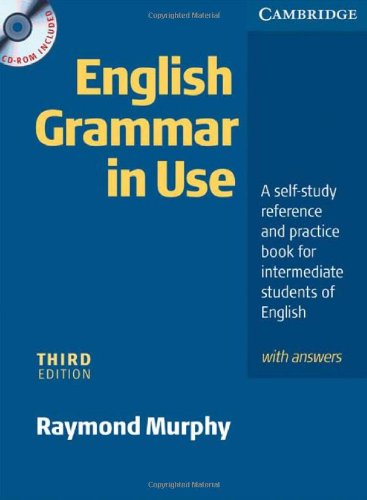 CD-ROM INCLUDED
CAMBRIDGE
English
Grammar
in Use
A self-study
reference
and practice
book for
intermediate
students of
English
with answers
THIRD
EDITION
Raymond Murphy